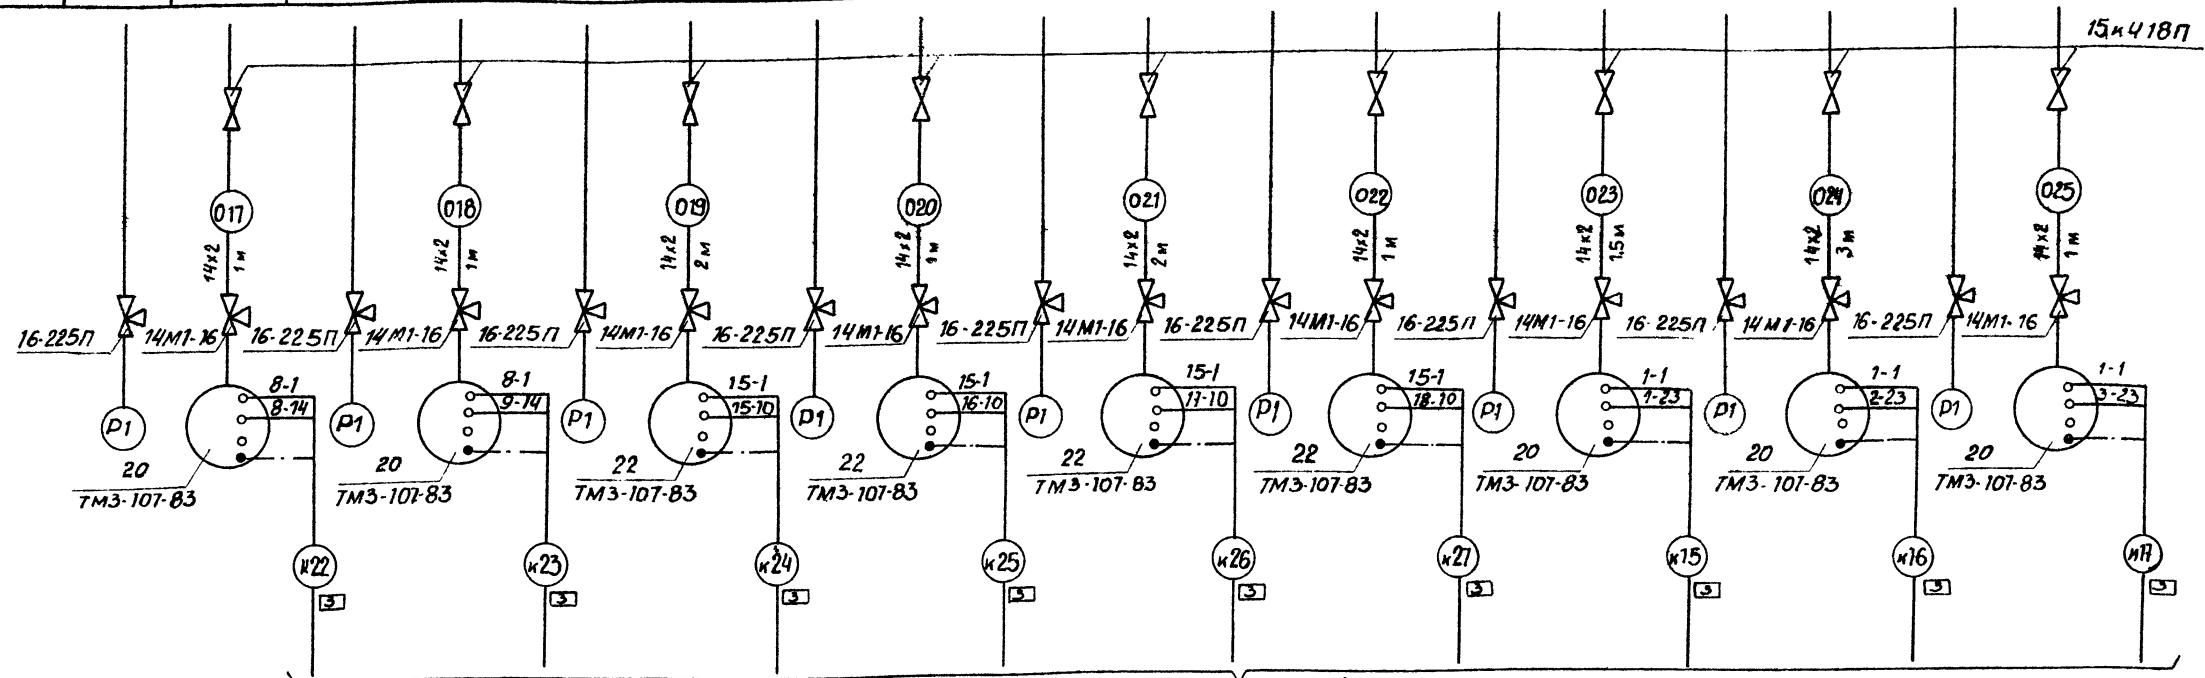 15кч18П
017 018 019 020 021 022 023 024 025
14х2 1м 14х2 1м 14х2 2м 14х2 1м 14х2 2м 14х2 1м 14х2 1.5м 14х2 3м 14х2 1м
16-225П 14М1-16 16-225П 14М1-16 16-225П 14М1-16 16-225П 14М1-16 16-225П 14М1-16 16-225П 14М1-16 16-225П 14М1-16 16-225П 14М1-16 16-225П 14М1-16
8-1 8-1 15-1 15-1 15-1 15-1 1-1 1-1 1-1
8-14 9-14 15-10 16-10 17-10 18-10 1-23 2-23 3-23
Р1 Р1 Р1 Р1 Р1 Р1 Р1 Р1 Р1
20 20 22 22 22 22 20 20 20
ТМ3-107-83 ТМ3-107-83 ТМ3-107-83 ТМ3-107-83 ТМ3-107-83 ТМ3-107-83 ТМ3-107-83 ТМ3-107-83 ТМ3-107-83
к22 к23 к24 к25 к26 к27 к15 к16 к17
3 3 3 3 3 3 3 3 3